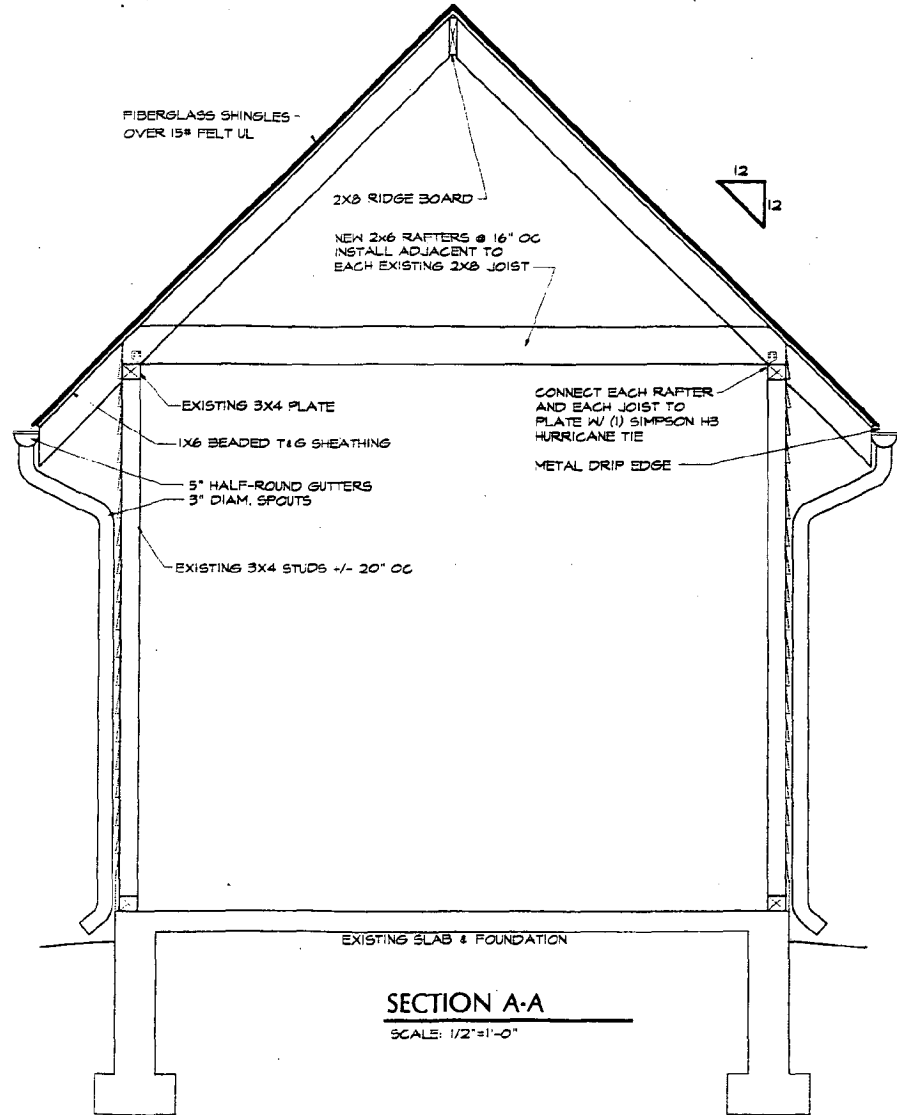 FIBERGLASS SHINGLES -
OVER 15# FELT UL
12
12
2X8 RIDGE BOARD
NEW 2x6 RAFTERS @ 16" OC
INSTALL ADJACENT TO
EACH EXISTING 2X8 JOIST
EXISTING 3X4 PLATE
1X6 BEADED T&G SHEATHING
5" HALF-ROUND GUTTERS
3" DIAM. SPOUTS
EXISTING 3X4 STUDS +/- 20" OC
CONNECT EACH RAFTER
AND EACH JOIST TO
PLATE W/ (1) SIMPSON H3
HURRICANE TIE
METAL DRIP EDGE
EXISTING SLAB & FOUNDATION
SECTION A-A
SCALE: 1/2"=1'-0"